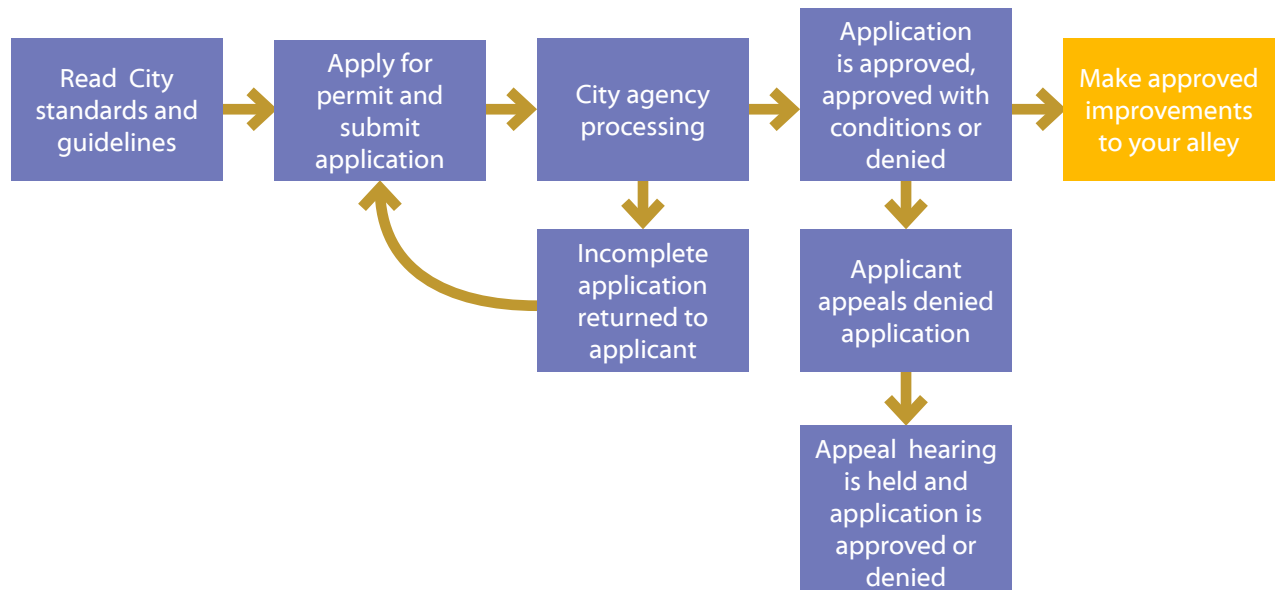 Read City
standards and
guidelines
Apply for
permit and
submit
application
City agency
processing
Application
is approved,
approved with
conditions or
denied
Make approved
improvements
to your alley
Incomplete
application
returned to
applicant
Applicant
appeals denied
application
Appeal hearing
is held and
application is
approved or
denied